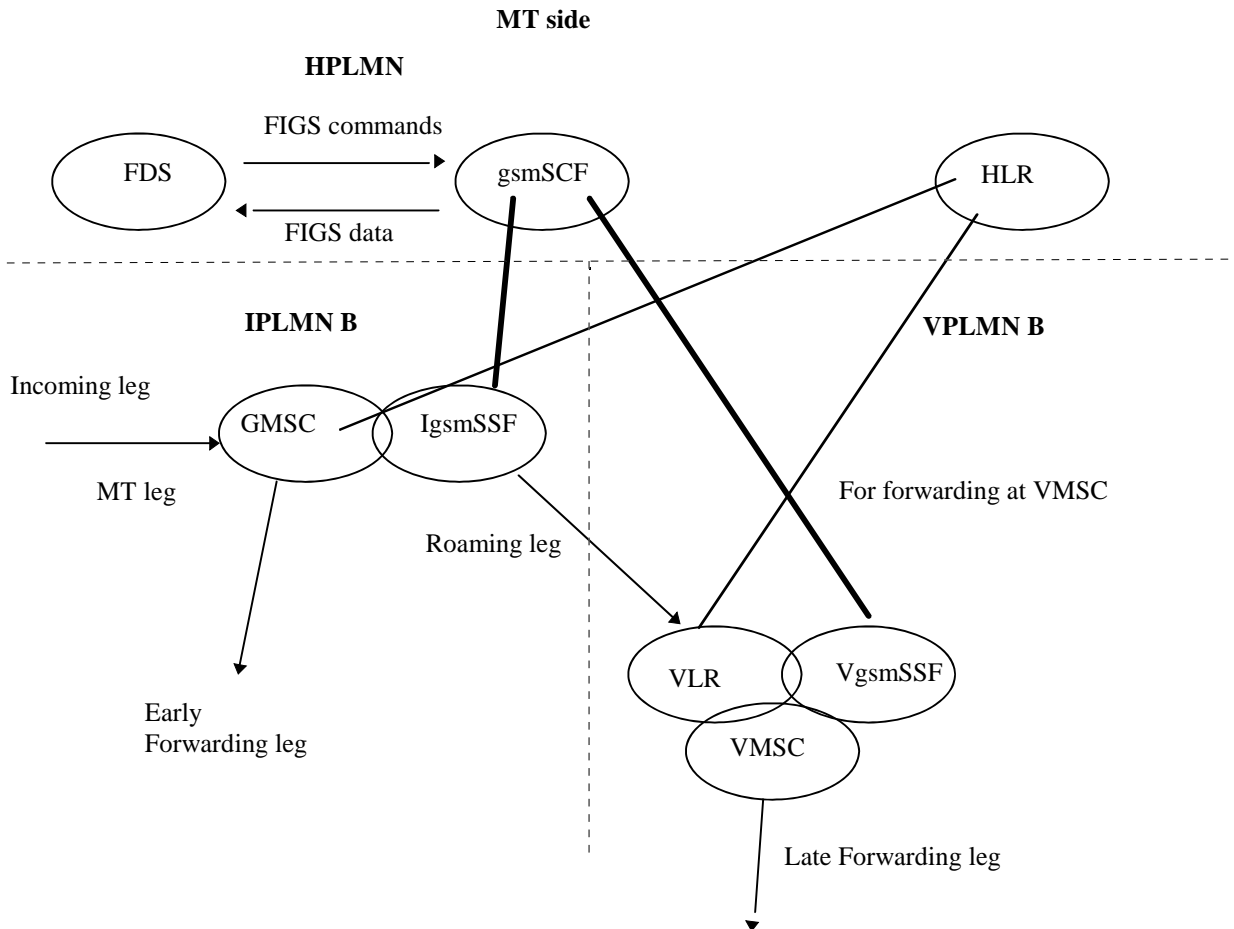 MT side
HPLMN
FIGS commands
FDS
gsmSCF
HLR
FIGS data
IPLMN B
VPLMN B
Incoming leg
GMSC
IgsmSSF
MT leg
For forwarding at VMSC
Roaming leg
VLR
VgsmSSF
Early
Forwarding leg
VMSC
Late Forwarding leg